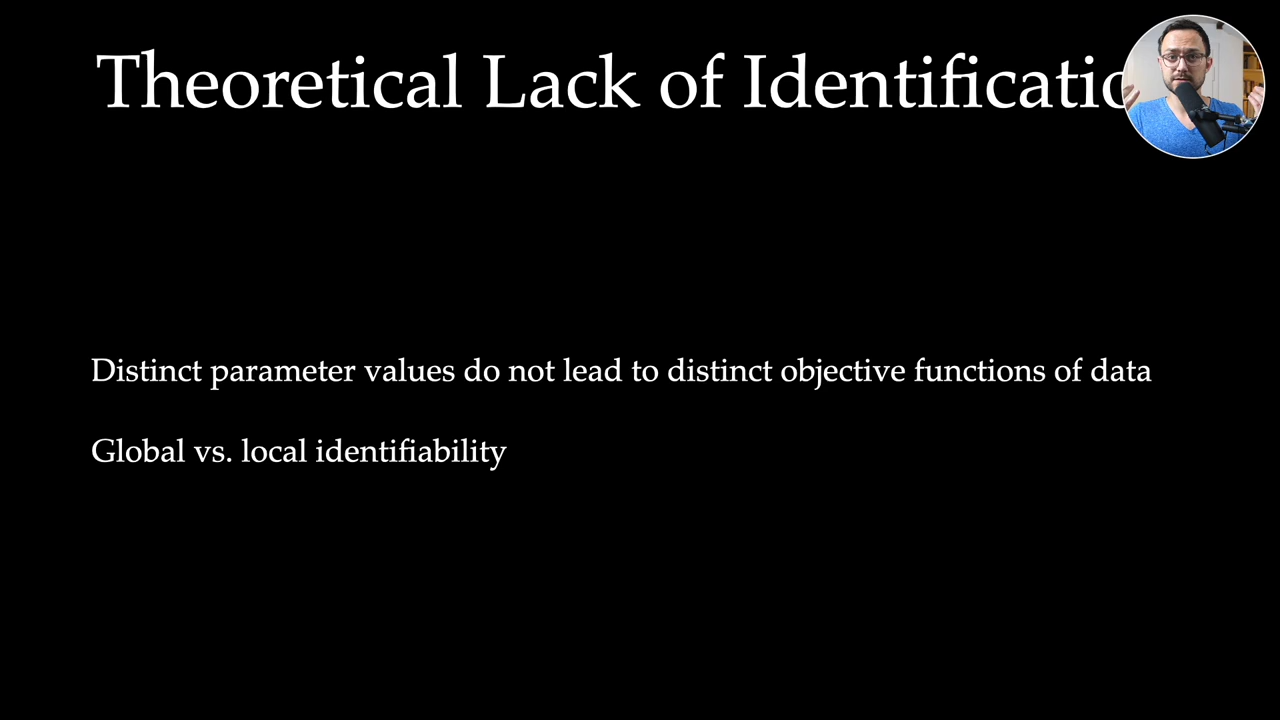 Theoretical Lack of Identificatio
Distinct parameter values do not lead to distinct objective functions of data
Global vs. local identifiability